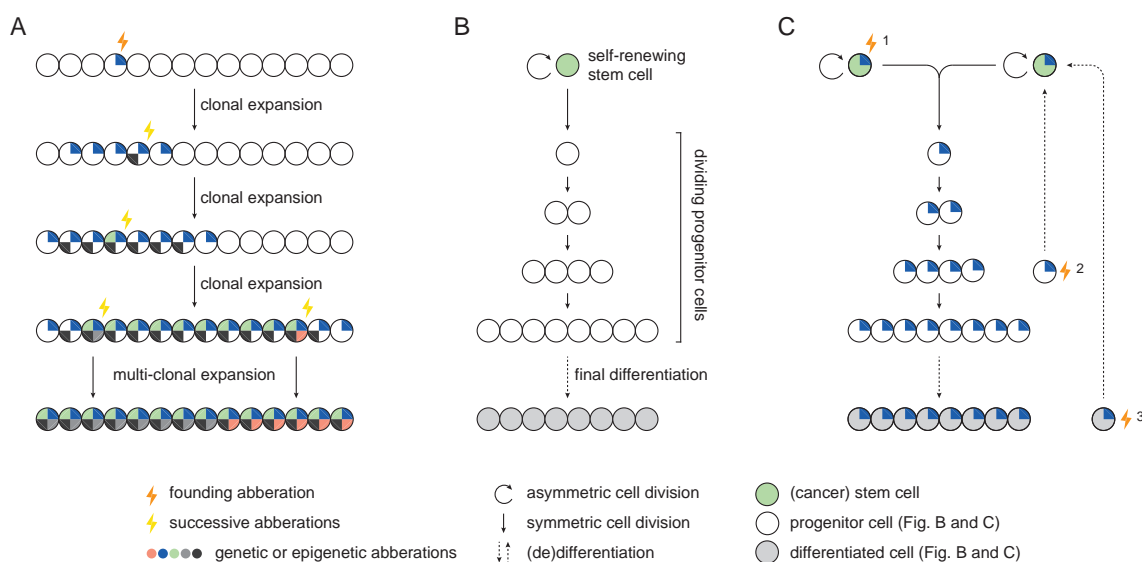 A
clonal expansion
clonal expansion
clonal expansion
multi-clonal expansion
B
self-renewing
stem cell
dividing progenitor cells
final differentiation
C
1
2
3
founding abberation
successive abberations
genetic or epigenetic abberations
asymmetric cell division
symmetric cell division
(de)differentiation
(cancer) stem cell
progenitor cell (Fig. B and C)
differentiated cell (Fig. B and C)